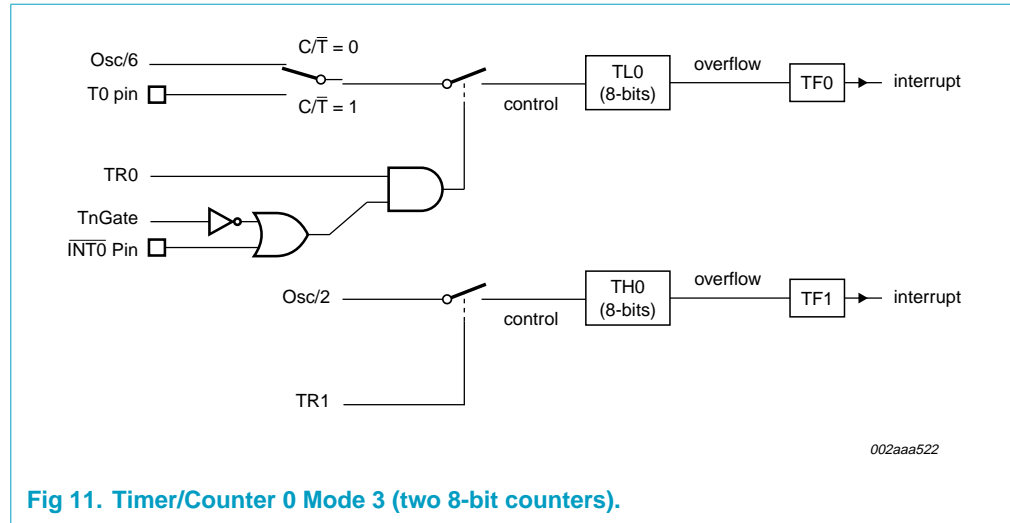 C/T̅ = 0
Osc/6
T0 pin
C/T̅ = 1
control
TL0
(8-bits)
overflow
TF0
interrupt
TR0
TnGate
I̅N̅T̅0̅ Pin
Osc/2
control
TH0
(8-bits)
overflow
TF1
interrupt
TR1
002aaa522
Fig 11. Timer/Counter 0 Mode 3 (two 8-bit counters).